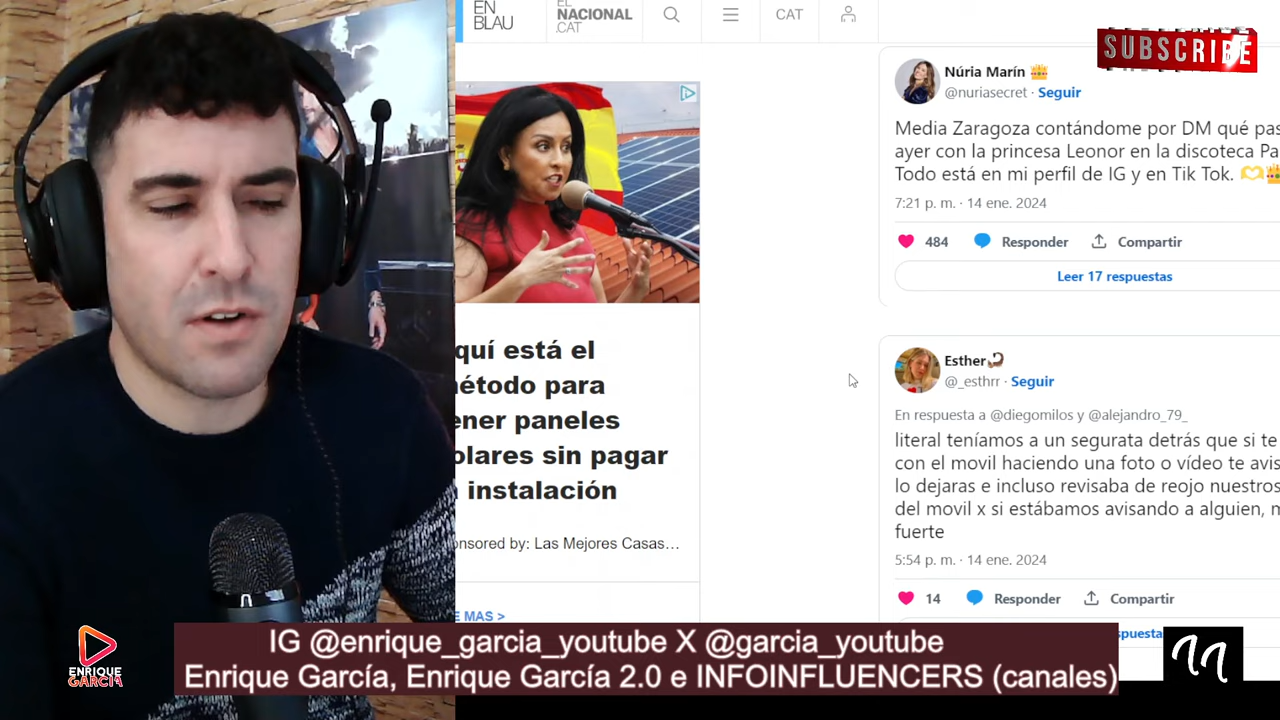 EN
BLAU
EL
NACIONAL
.CAT
CAT
SUBSCRIBE
Núria Marín
@nuriasecret · Seguir
Media Zaragoza contándome por DM qué pas
ayer con la princesa Leonor en la discoteca Pa
Todo está en mi perfil de IG y en Tik Tok.
7:21 p. m. · 14 ene. 2024
484 Responder Compartir
Leer 17 respuestas
quí está el
étodo para
ener paneles
olares sin pagar
instalación
onsored by: Las Mejores Casas...
E MAS >
Esther
@_esthrr · Seguir
En respuesta a @diegomilos y @alejandro_79_
literal teníamos a un segurata detrás que si te
con el movil haciendo una foto o vídeo te avis
lo dejaras e incluso revisaba de reojo nuestros
del movil x si estábamos avisando a alguien, m
fuerte
5:54 p. m. · 14 ene. 2024
14 Responder Compartir
spuestas
ENRIQUE
GARCÍA
IG @enrique_garcia_youtube X @garcia_youtube
Enrique García, Enrique García 2.0 e INFOINFLUENCERS (canales)